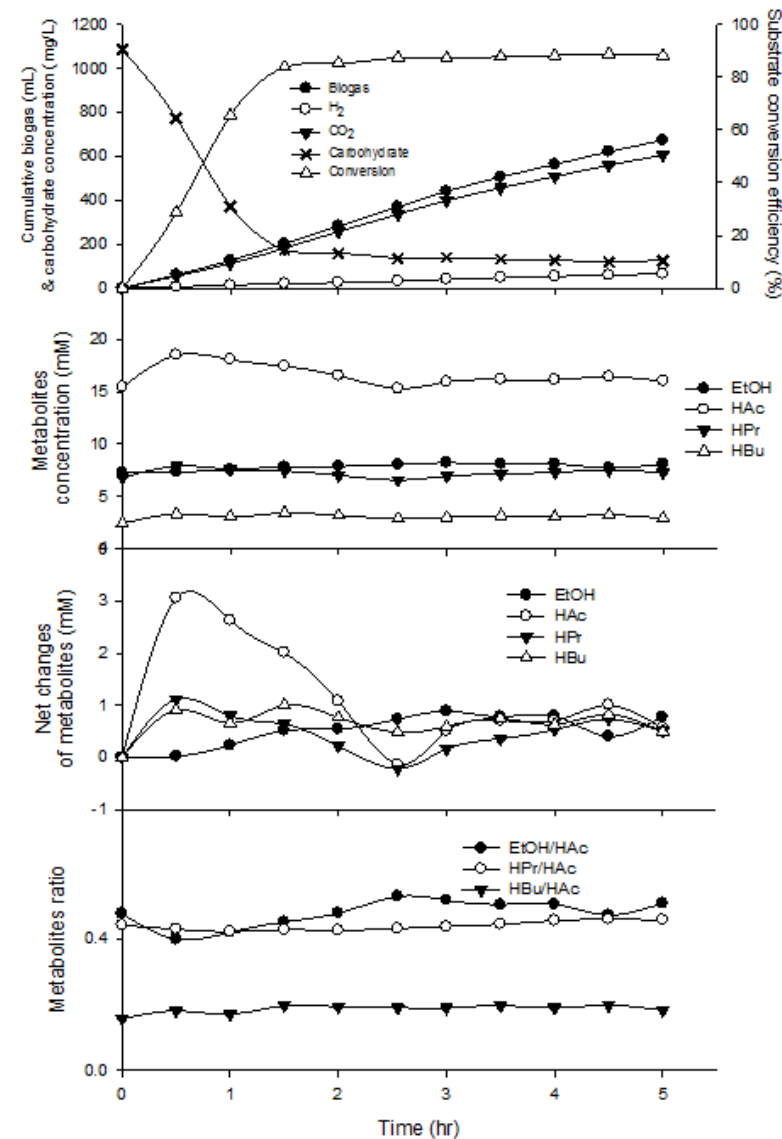 1200
1000
800
600
400
200
0
Cumulative biogas (mL)
& carbohydrate concentration ( mg/L)
100
80
60
40
20
0
Substrate conversion efficiency (%)
Biogas
H2
CO2
Carbohydrate
Conversion
20
15
10
5
Metabolites
concentration (mM)
EtOH
HAc
HPr
HBu
4
3
2
1
0
-1
Net changes
of metabolites (mM)
EtOH
HAc
HPr
HBu
0.4
0.0
Metabolites ratio
EtOH/HAc
HPr/HAc
HBu/HAc
0 1 2 3 4 5
Time (hr)